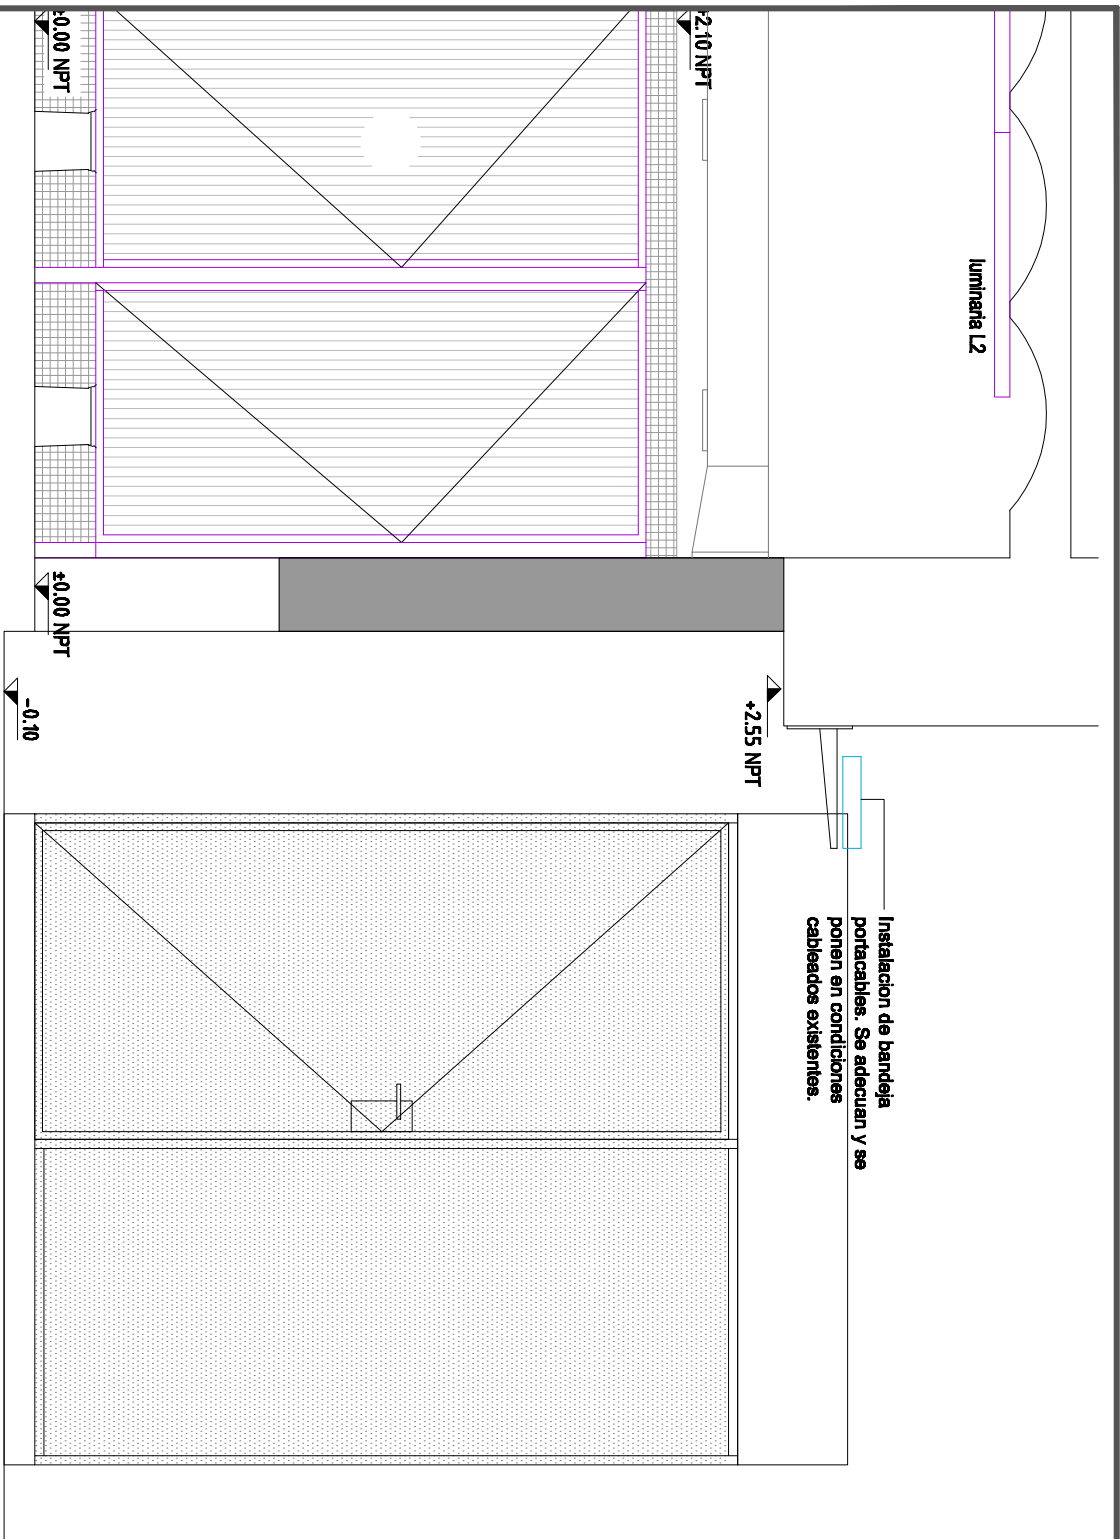 luminaria L2
+2.10 NPT
±0.00 NPT
±0.00 NPT
-0.10
+2.55 NPT
Instalacion de bandeja
portacables. Se adecuan y se
ponen en condiciones
cableados existentes.